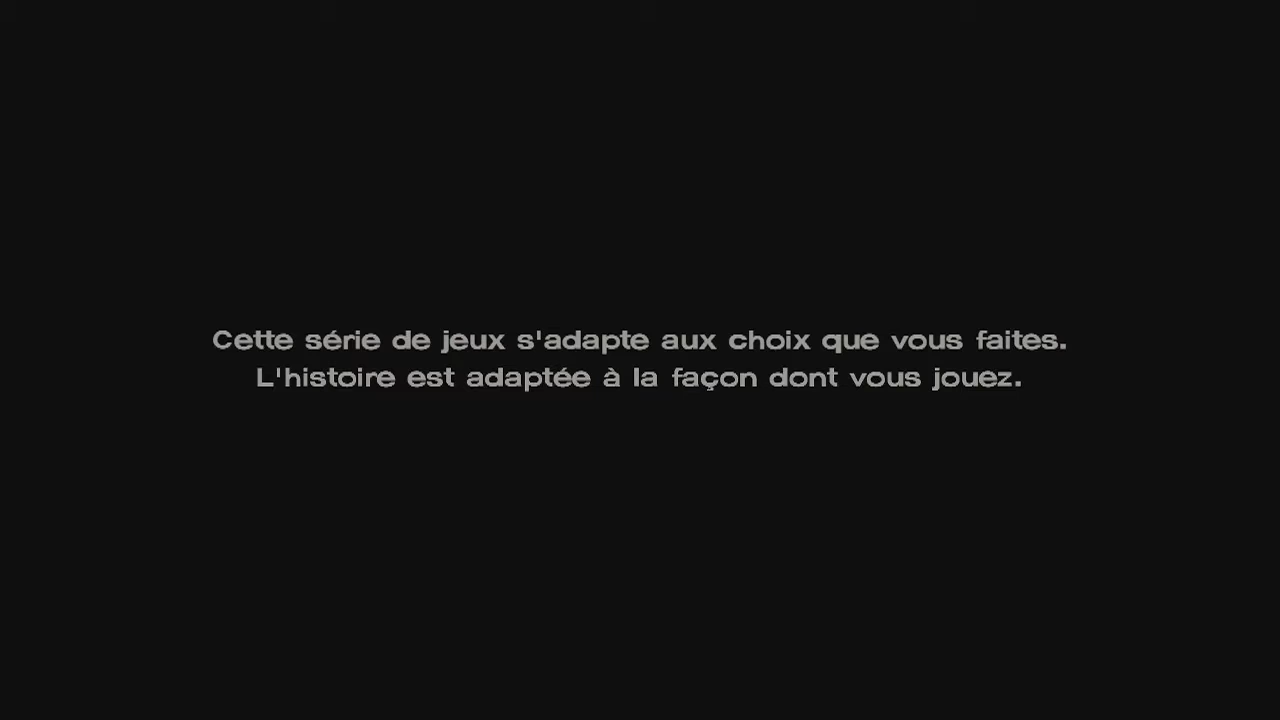 Cette série de jeux s'adapte aux choix que vous faites.
L'histoire est adaptée à la façon dont vous jouez.